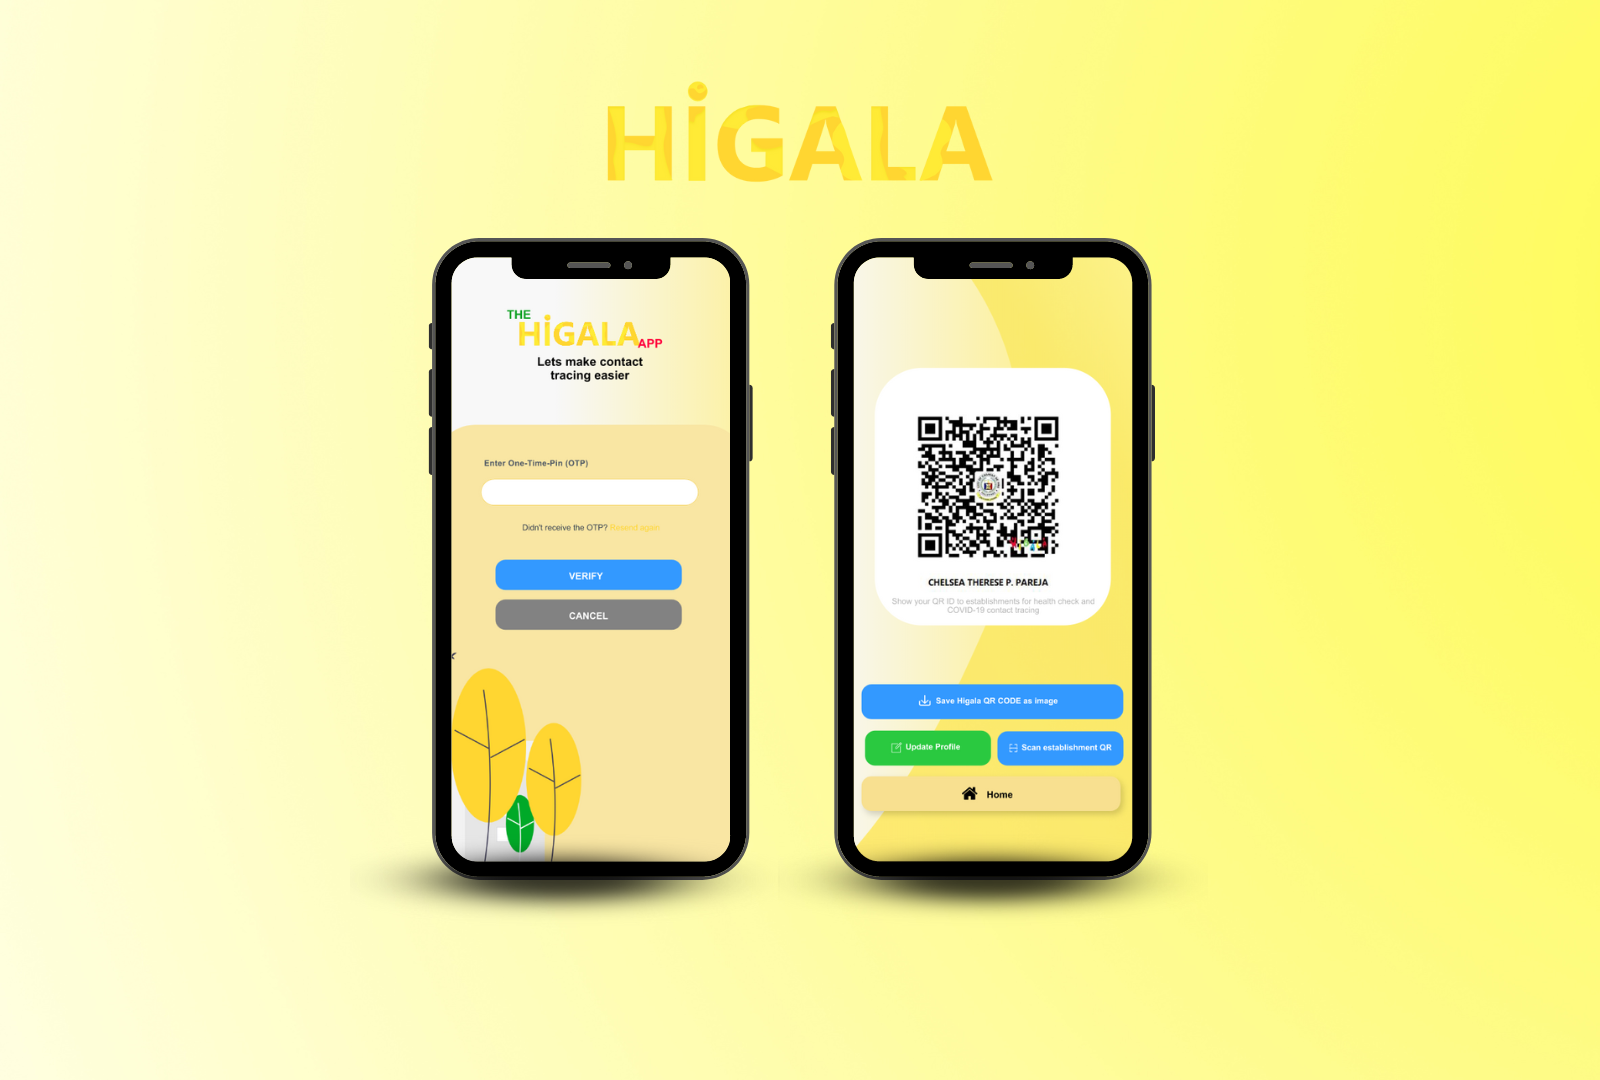 HiGALA
THE
HiGALA
APP
Lets make contact
tracing easier
Enter One-Time-Pin (OTP)
Didn't receive the OTP? Resend again
VERIFY
CANCEL
CHELSEA THERESE P. PAREJA
Show your QR ID to establishments for health check and
COVID-19 contact tracing
Save Higala QR CODE as image
Update Profile
Scan establishment QR
Home